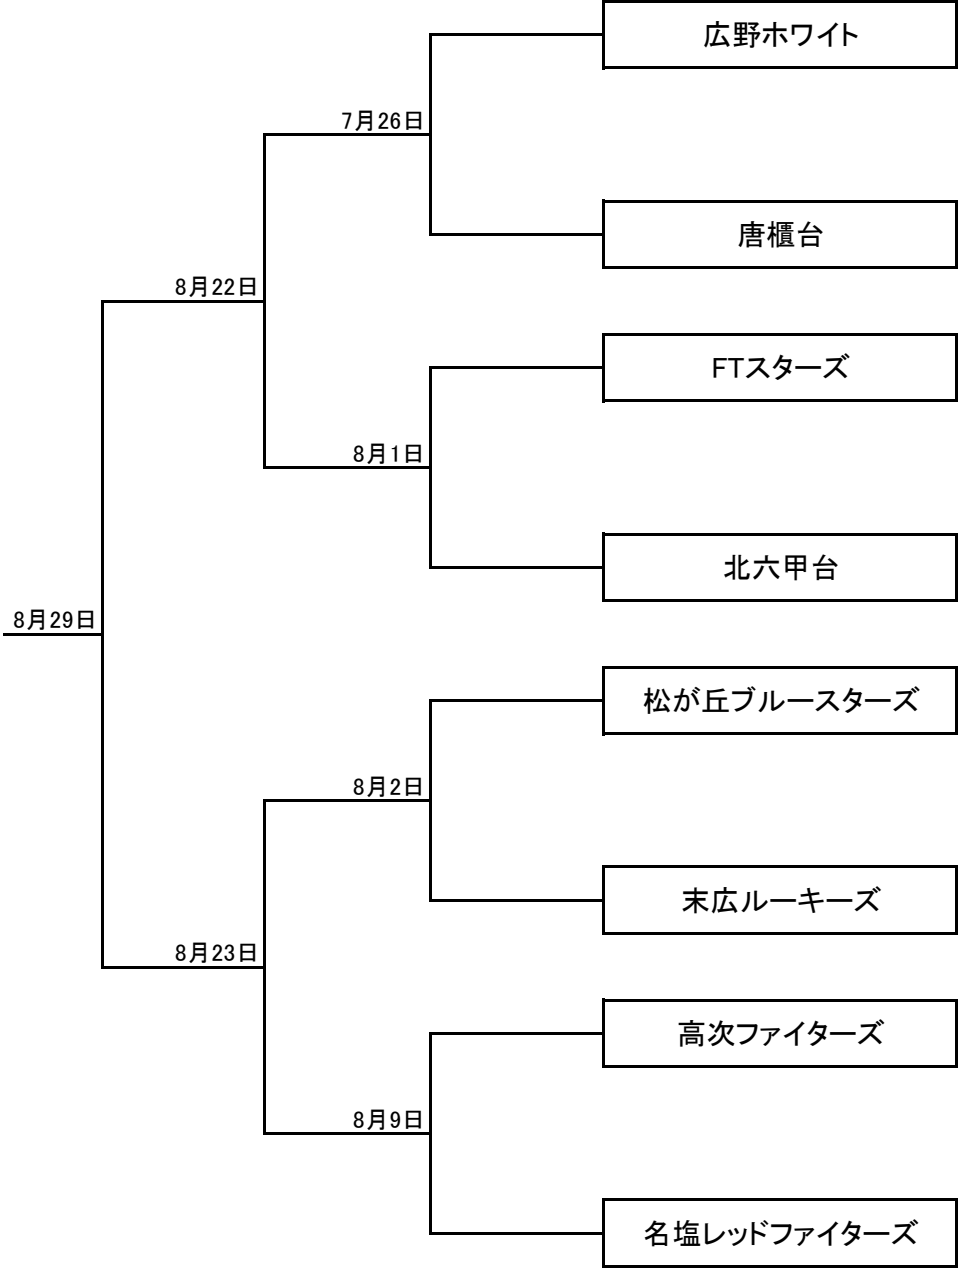 広野ホワイト
7月26日
唐櫃台
8月22日
FTスターズ
8月1日
北六甲台
8月29日
松が丘ブルースターズ
8月2日
末広ルーキーズ
8月23日
高次ファイターズ
8月9日
名塩レッドファイターズ